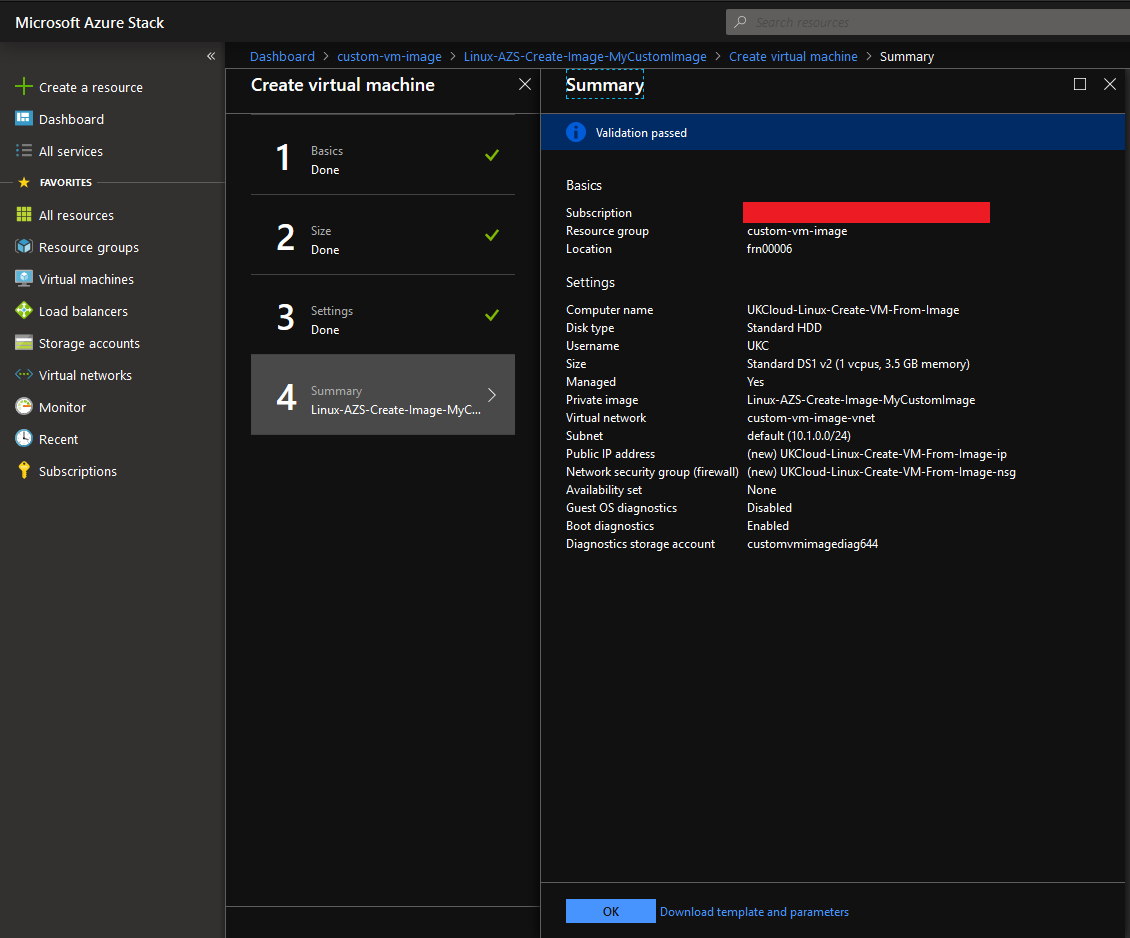 Microsoft Azure Stack
Search resources
«
Dashboard > custom-vm-image > Linux-AZS-Create-Image-MyCustomImage > Create virtual machine > Summary
Create a resource
Dashboard
All services
FAVORITES
All resources
Resource groups
Virtual machines
Load balancers
Storage accounts
Virtual networks
Monitor
Recent
Subscriptions
Create virtual machine
1 Basics
Done
2 Size
Done
3 Settings
Done
4 Summary
Linux-AZS-Create-Image-MyC...
Summary
Validation passed
Basics
Subscription
Resource group custom-vm-image
Location frn00006
Settings
Computer name UKCloud-Linux-Create-VM-From-Image
Disk type Standard HDD
Username UKC
Size Standard DS1 v2 (1 vcpus, 3.5 GB memory)
Managed Yes
Private image Linux-AZS-Create-Image-MyCustomImage
Virtual network custom-vm-image-vnet
Subnet default (10.1.0.0/24)
Public IP address (new) UKCloud-Linux-Create-VM-From-Image-ip
Network security group (firewall) (new) UKCloud-Linux-Create-VM-From-Image-nsg
Availability set None
Guest OS diagnostics Disabled
Boot diagnostics Enabled
Diagnostics storage account customvmimagediag644
OK Download template and parameters